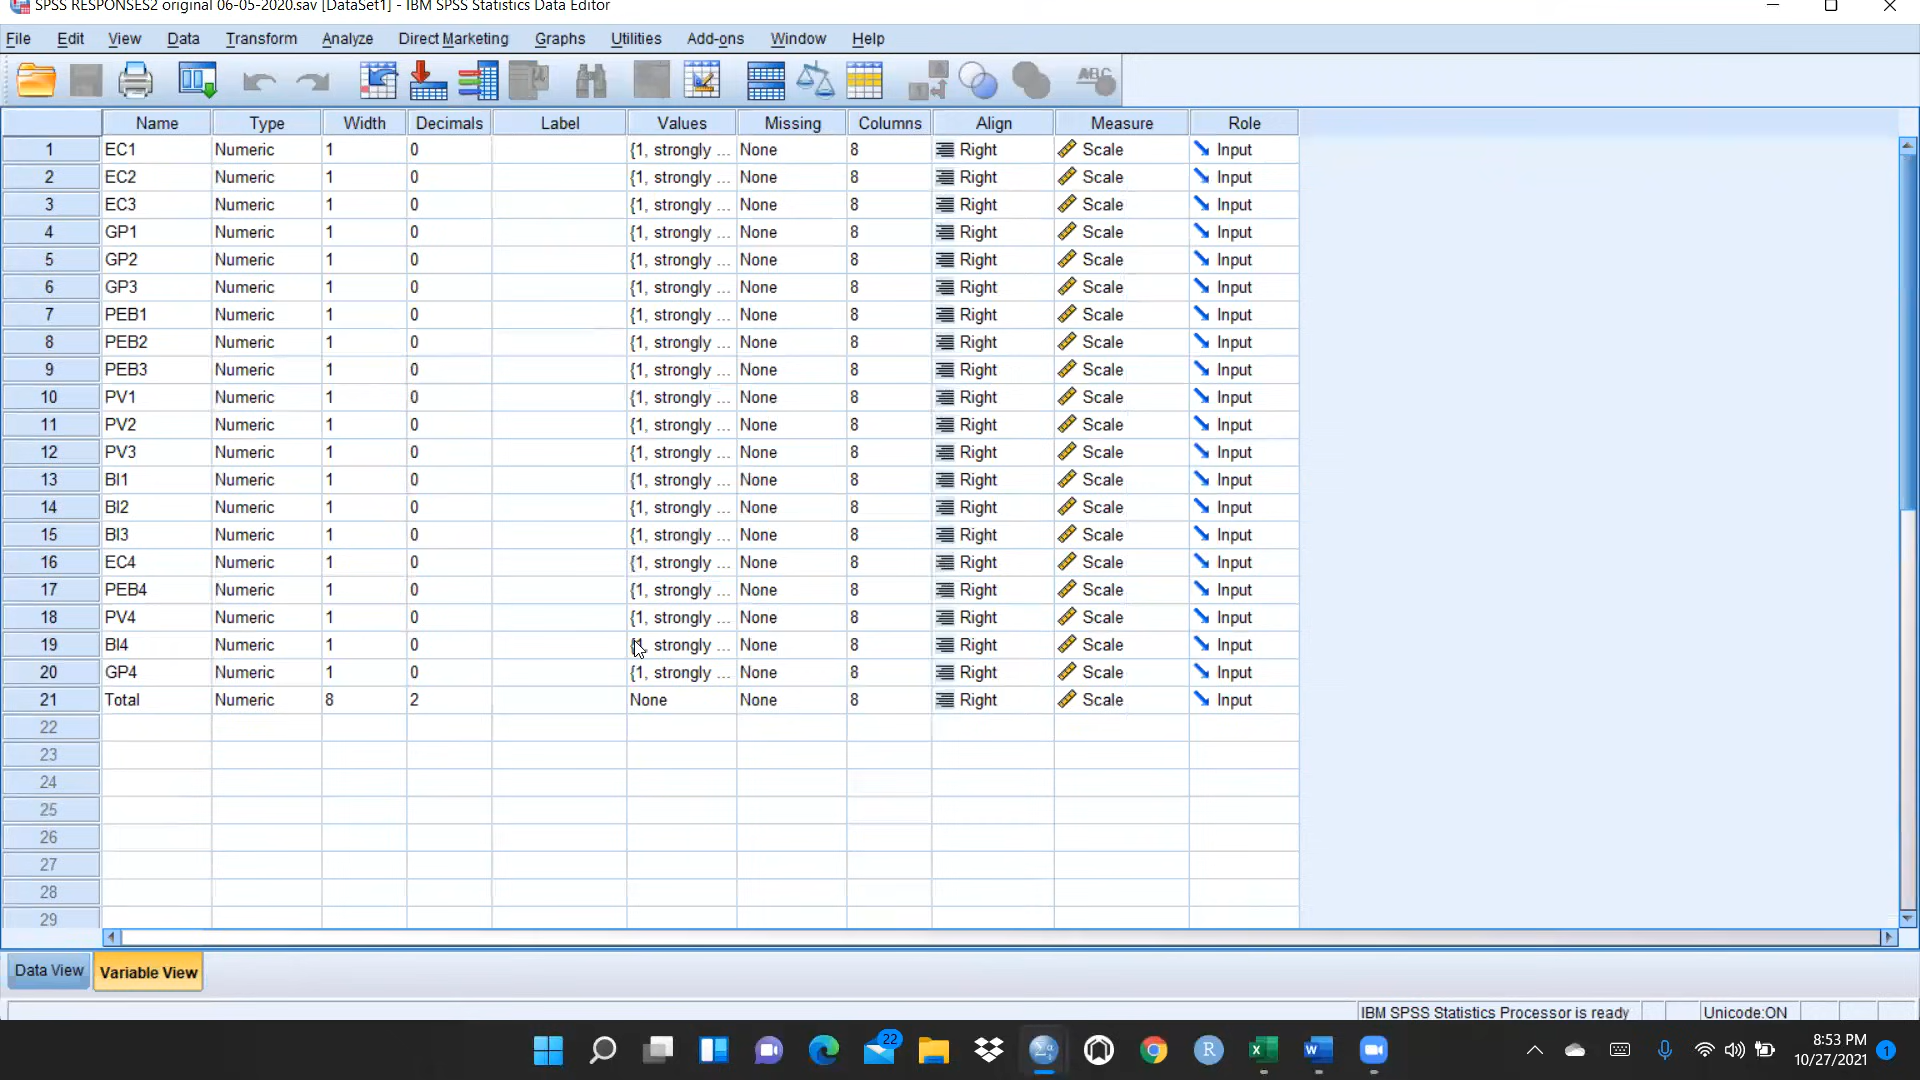 SPSS RESPONSES2 original 06-05-2020.sav [DataSet1] - IBM SPSS Statistics Data Editor
File Edit View Data Transform Analyze Direct Marketing Graphs Utilities Add-ons Window Help
Name Type Width Decimals Label Values Missing Columns Align Measure Role
1 EC1 Numeric 1 0 {1, strongly ... None 8 Right Scale Input
2 EC2 Numeric 1 0 {1, strongly ... None 8 Right Scale Input
3 EC3 Numeric 1 0 {1, strongly ... None 8 Right Scale Input
4 GP1 Numeric 1 0 {1, strongly ... None 8 Right Scale Input
5 GP2 Numeric 1 0 {1, strongly ... None 8 Right Scale Input
6 GP3 Numeric 1 0 {1, strongly ... None 8 Right Scale Input
7 PEB1 Numeric 1 0 {1, strongly ... None 8 Right Scale Input
8 PEB2 Numeric 1 0 {1, strongly ... None 8 Right Scale Input
9 PEB3 Numeric 1 0 {1, strongly ... None 8 Right Scale Input
10 PV1 Numeric 1 0 {1, strongly ... None 8 Right Scale Input
11 PV2 Numeric 1 0 {1, strongly ... None 8 Right Scale Input
12 PV3 Numeric 1 0 {1, strongly ... None 8 Right Scale Input
13 BI1 Numeric 1 0 {1, strongly ... None 8 Right Scale Input
14 BI2 Numeric 1 0 {1, strongly ... None 8 Right Scale Input
15 BI3 Numeric 1 0 {1, strongly ... None 8 Right Scale Input
16 EC4 Numeric 1 0 {1, strongly ... None 8 Right Scale Input
17 PEB4 Numeric 1 0 {1, strongly ... None 8 Right Scale Input
18 PV4 Numeric 1 0 {1, strongly ... None 8 Right Scale Input
19 BI4 Numeric 1 0 {1, strongly ... None 8 Right Scale Input
20 GP4 Numeric 1 0 {1, strongly ... None 8 Right Scale Input
21 Total Numeric 8 2 None None 8 Right Scale Input
22
23
24
25
26
27
28
29
Data View Variable View
IBM SPSS Statistics Processor is ready Unicode:ON
22
8:53 PM
10/27/2021
1